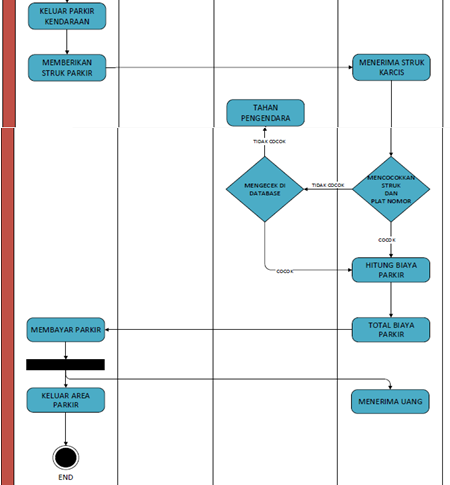 KELUAR PARKIR
KENDARAAN
MEMBERIKAN
STRUK PARKIR
MENERIMA STRUK
KARCIS
TAHAN
PENGENDARA
TIDAK COCOK
MENGECEK DI
DATABASE
TIDAK COCOK
MENCOCOKKAN
STRUK
DAN
PLAT NOMOR
COCOK
COCOK
HITUNG BIAYA
PARKIR
MEMBAYAR PARKIR
TOTAL BIAYA
PARKIR
KELUAR AREA
PARKIR
MENERIMA UANG
END